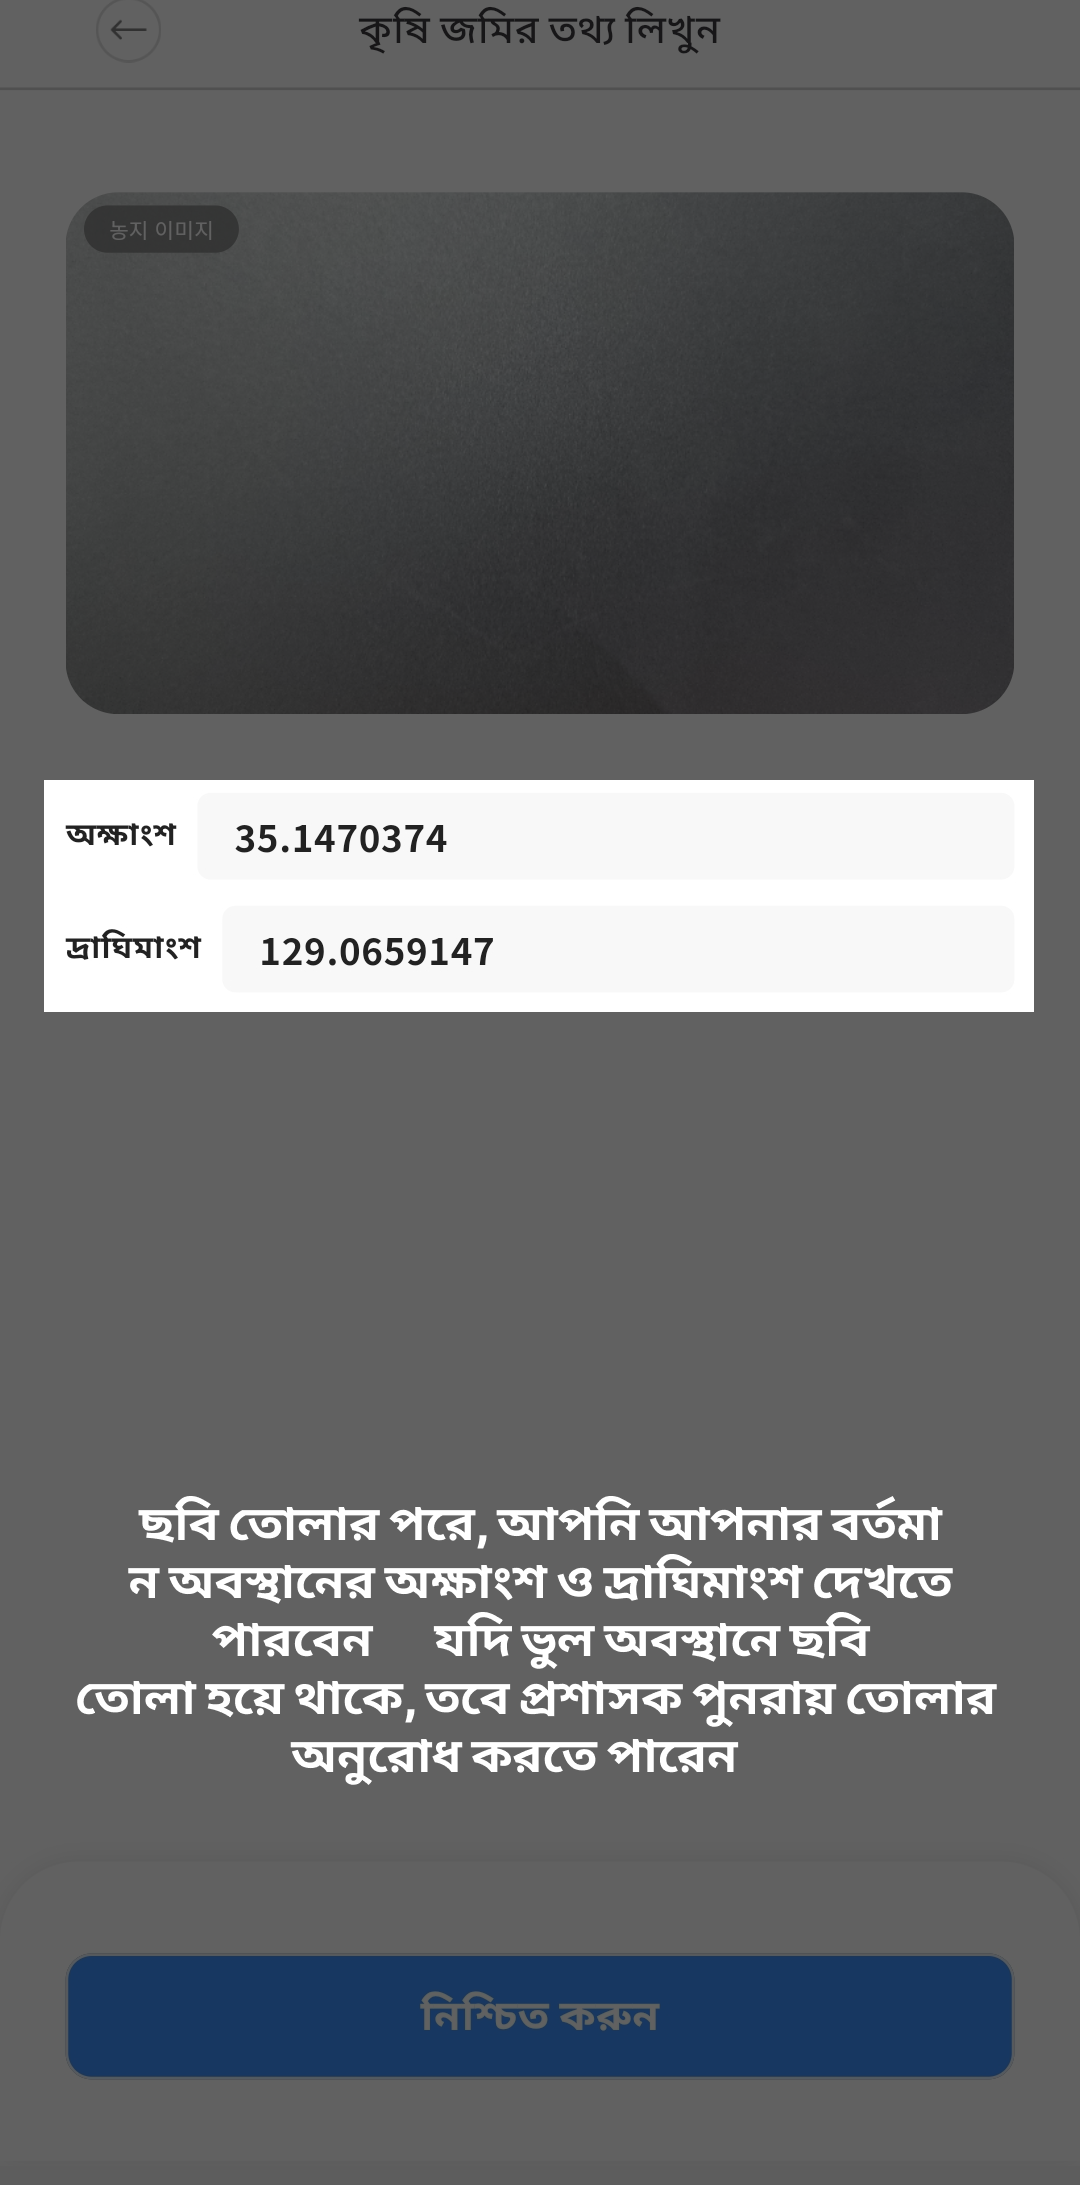 কৃষি জমির তথ্য লিখুন
농지 이미지
অক্ষাংশ 35.1470374
দ্রাঘিমাংশ 129.0659147
ছবি তোলার পরে, আপনি আপনার বর্তমা
ন অবস্থানের অক্ষাংশ ও দ্রাঘিমাংশ দেখতে
পারবেন যদি ভুল অবস্থানে ছবি
তোলা হয়ে থাকে, তবে প্রশাসক পুনরায় তোলার
অনুরোধ করতে পারেন
নিশ্চিত করুন